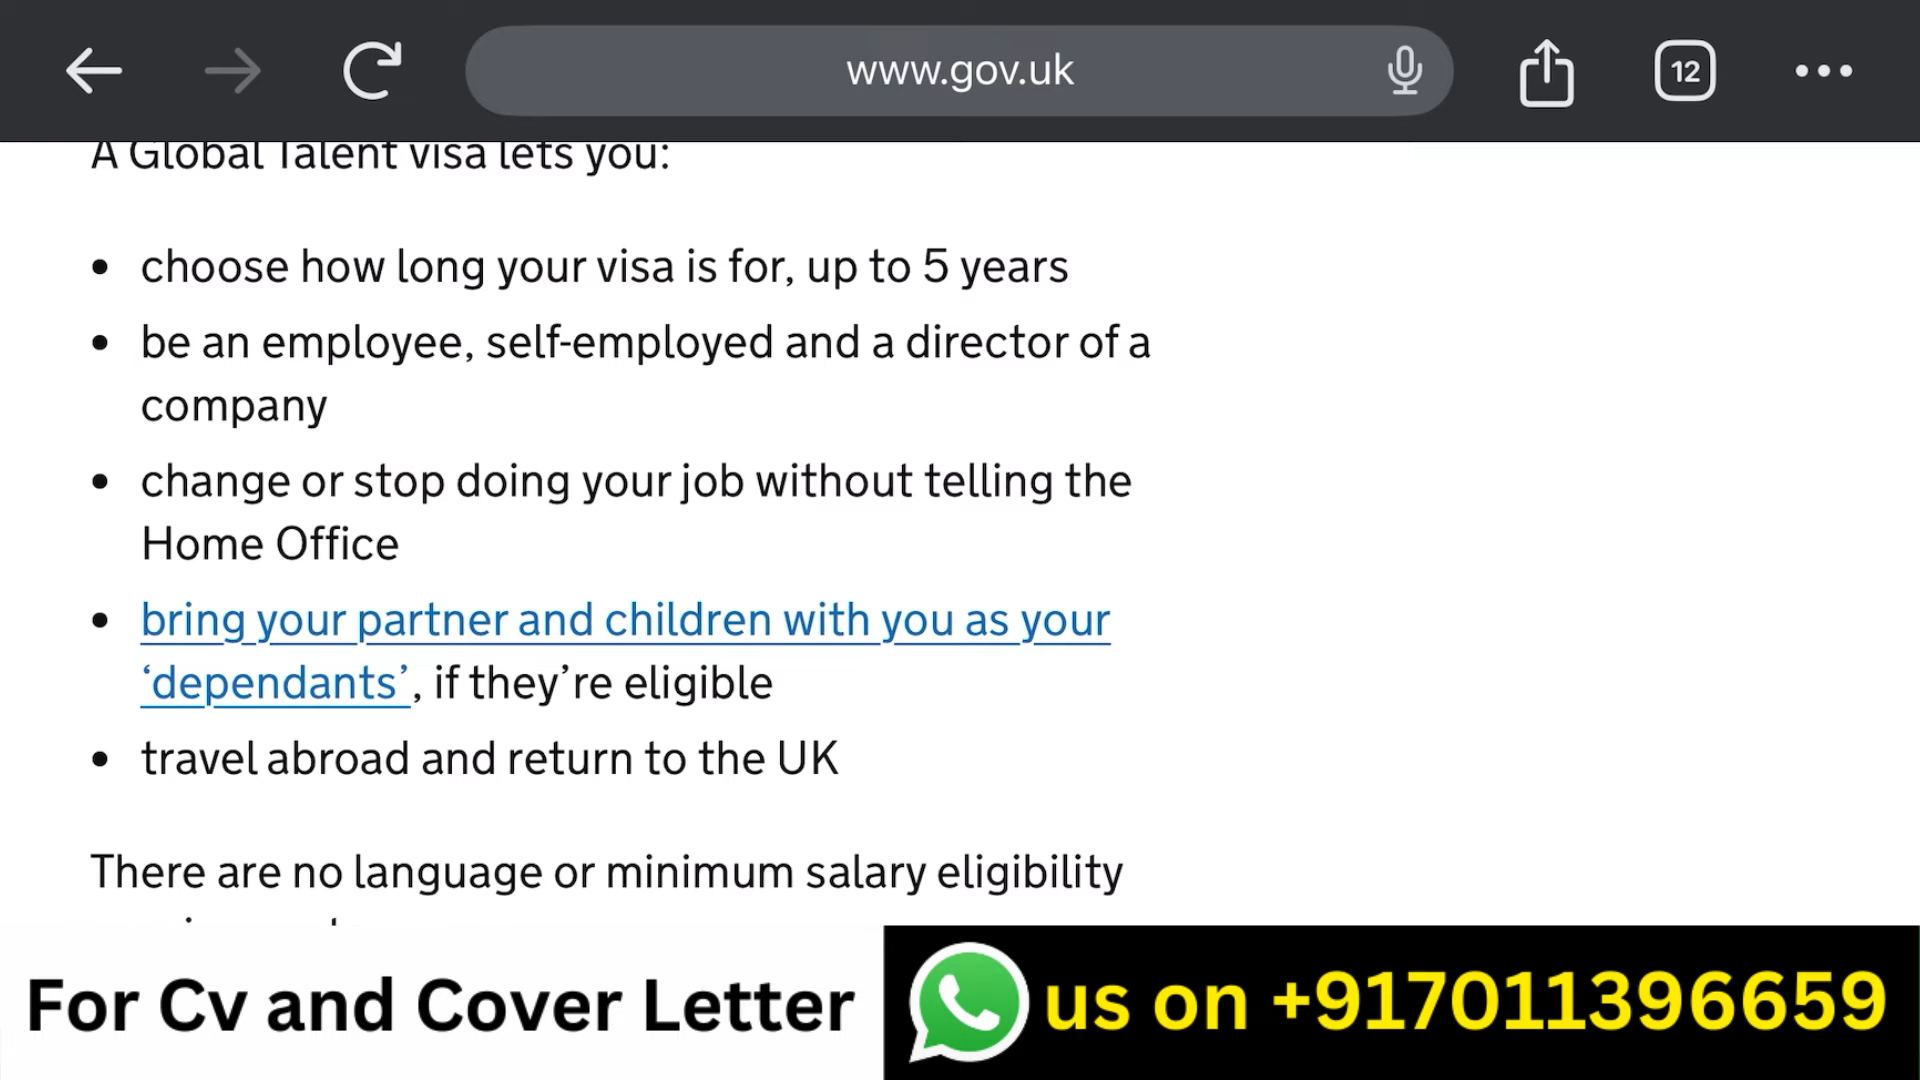 www.gov.uk
12
A Global Talent visa lets you:
• choose how long your visa is for, up to 5 years
• be an employee, self-employed and a director of a
company
• change or stop doing your job without telling the
Home Office
• bring your partner and children with you as your
‘dependants’, if they’re eligible
• travel abroad and return to the UK
There are no language or minimum salary eligibility
For Cv and Cover Letter
us on +917011396659